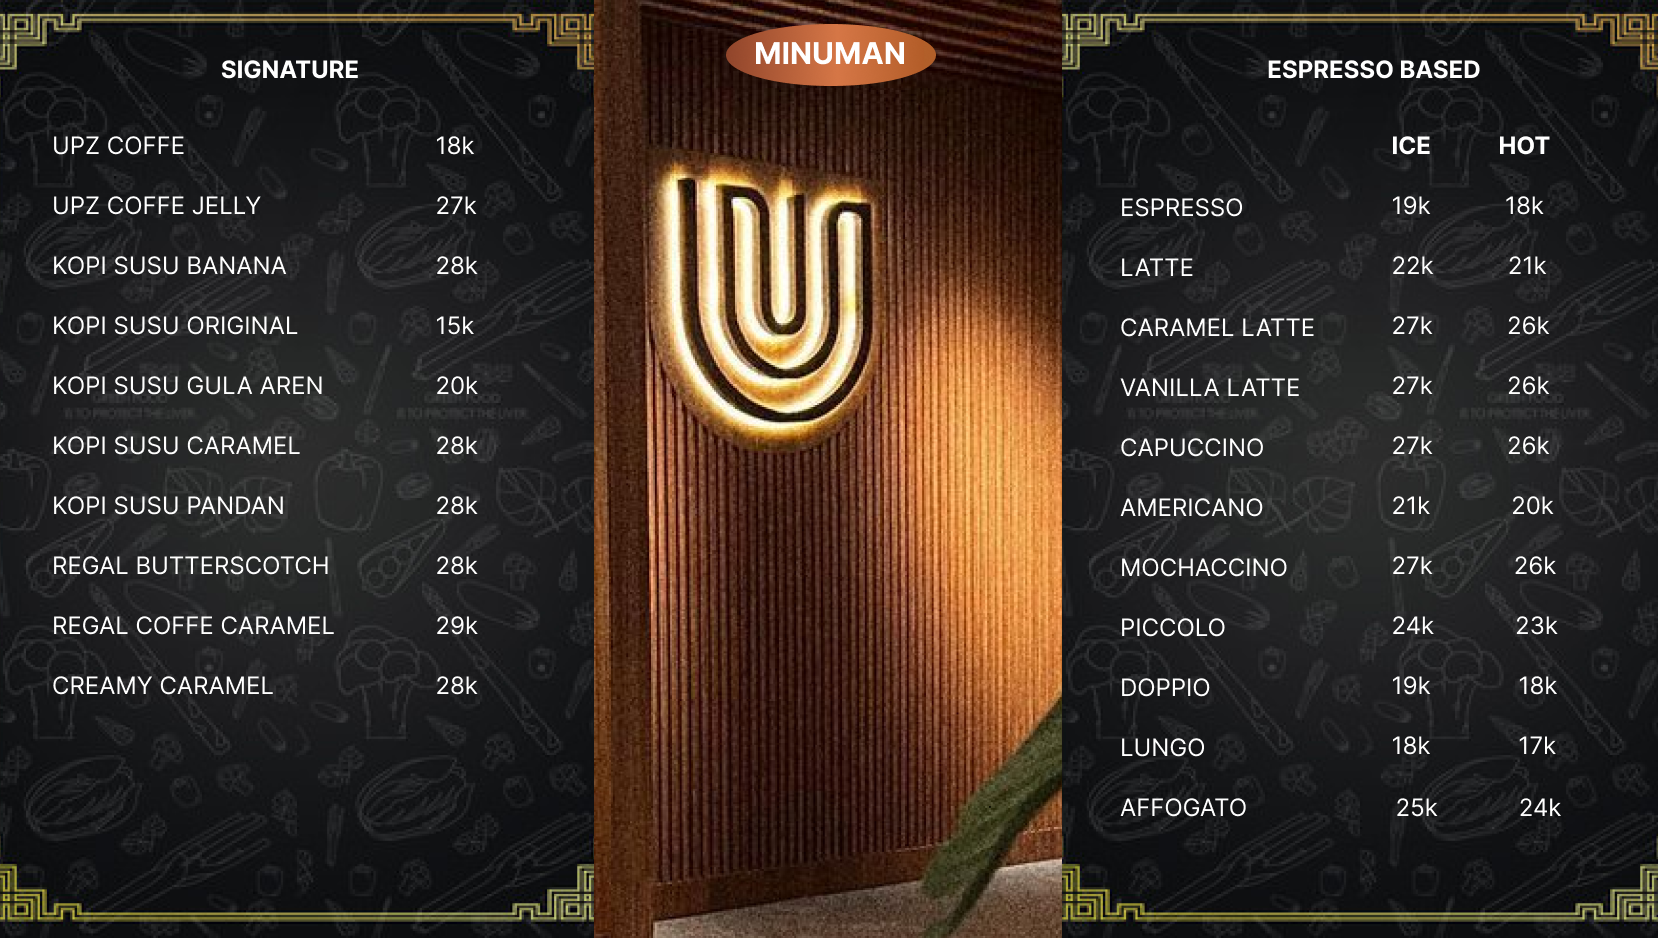 SIGNATURE
UPZ COFFE 18k
UPZ COFFE JELLY 27k
KOPI SUSU BANANA 28k
KOPI SUSU ORIGINAL 15k
KOPI SUSU GULA AREN 20k
KOPI SUSU CARAMEL 28k
KOPI SUSU PANDAN 28k
REGAL BUTTERSCOTCH 28k
REGAL COFFE CARAMEL 29k
CREAMY CARAMEL 28k
MINUMAN
ESPRESSO BASED
ICE HOT
ESPRESSO 19k 18k
LATTE 22k 21k
CARAMEL LATTE 27k 26k
VANILLA LATTE 27k 26k
CAPUCCINO 27k 26k
AMERICANO 21k 20k
MOCHACCINO 27k 26k
PICCOLO 24k 23k
DOPPIO 19k 18k
LUNGO 18k 17k
AFFOGATO 25k 24k